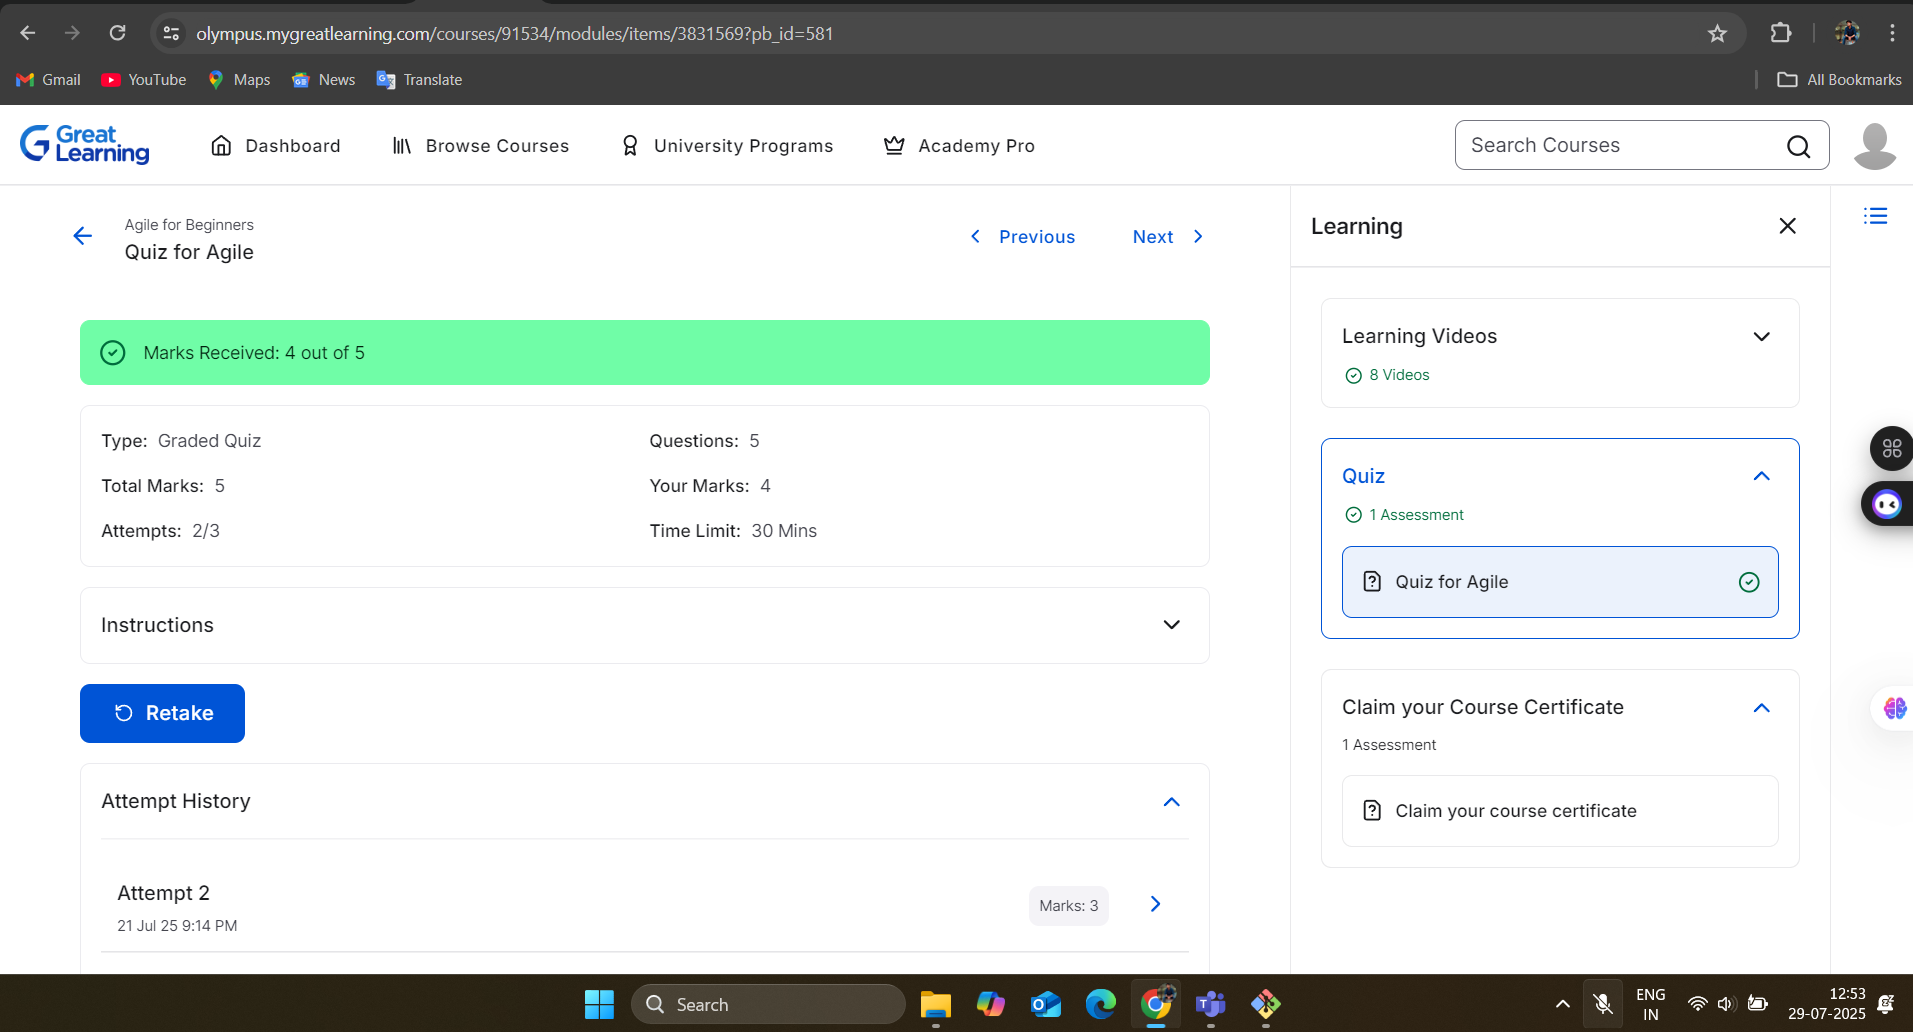 olympus.mygreatlearning.com/courses/91534/modules/items/3831569?pb_id=581
Gmail YouTube Maps News Translate All Bookmarks
Great Learning
Dashboard Browse Courses University Programs Academy Pro Search Courses
Agile for Beginners
Quiz for Agile
Previous Next
Marks Received: 4 out of 5
Type: Graded Quiz Questions: 5
Total Marks: 5 Your Marks: 4
Attempts: 2/3 Time Limit: 30 Mins
Instructions
Retake
Attempt History
Attempt 2
21 Jul 25 9:14 PM
Marks: 3
Learning
Learning Videos
8 Videos
Quiz
1 Assessment
Quiz for Agile
Claim your Course Certificate
1 Assessment
Claim your course certificate
Search
ENG
IN
12:53
29-07-2025